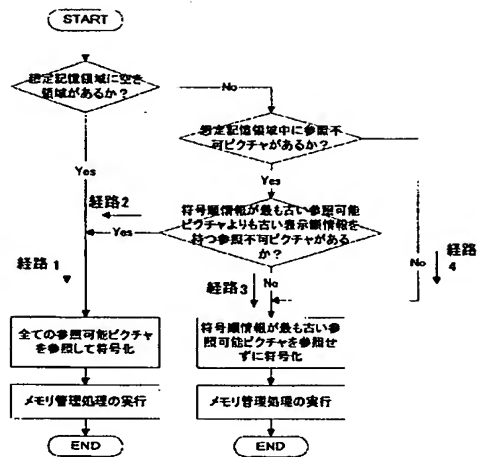 START
想定記憶領域に空き
領域があるか？
No
想定記憶領域中に参照不
可ピクチャがあるか？
Yes
Yes
経路2
符号順情報が最も古い参照可能
ピクチャよりも古い表示順情報を
持つ参照不可ピクチャがある
か？
Yes
No
経路
4
経路1
経路3
No
全ての参照可能ピクチャ
を参照して符号化
符号順情報が最も古い参
照可能ピクチャを参照せ
ずに符号化
メモリ管理処理の実行
メモリ管理処理の実行
END
END